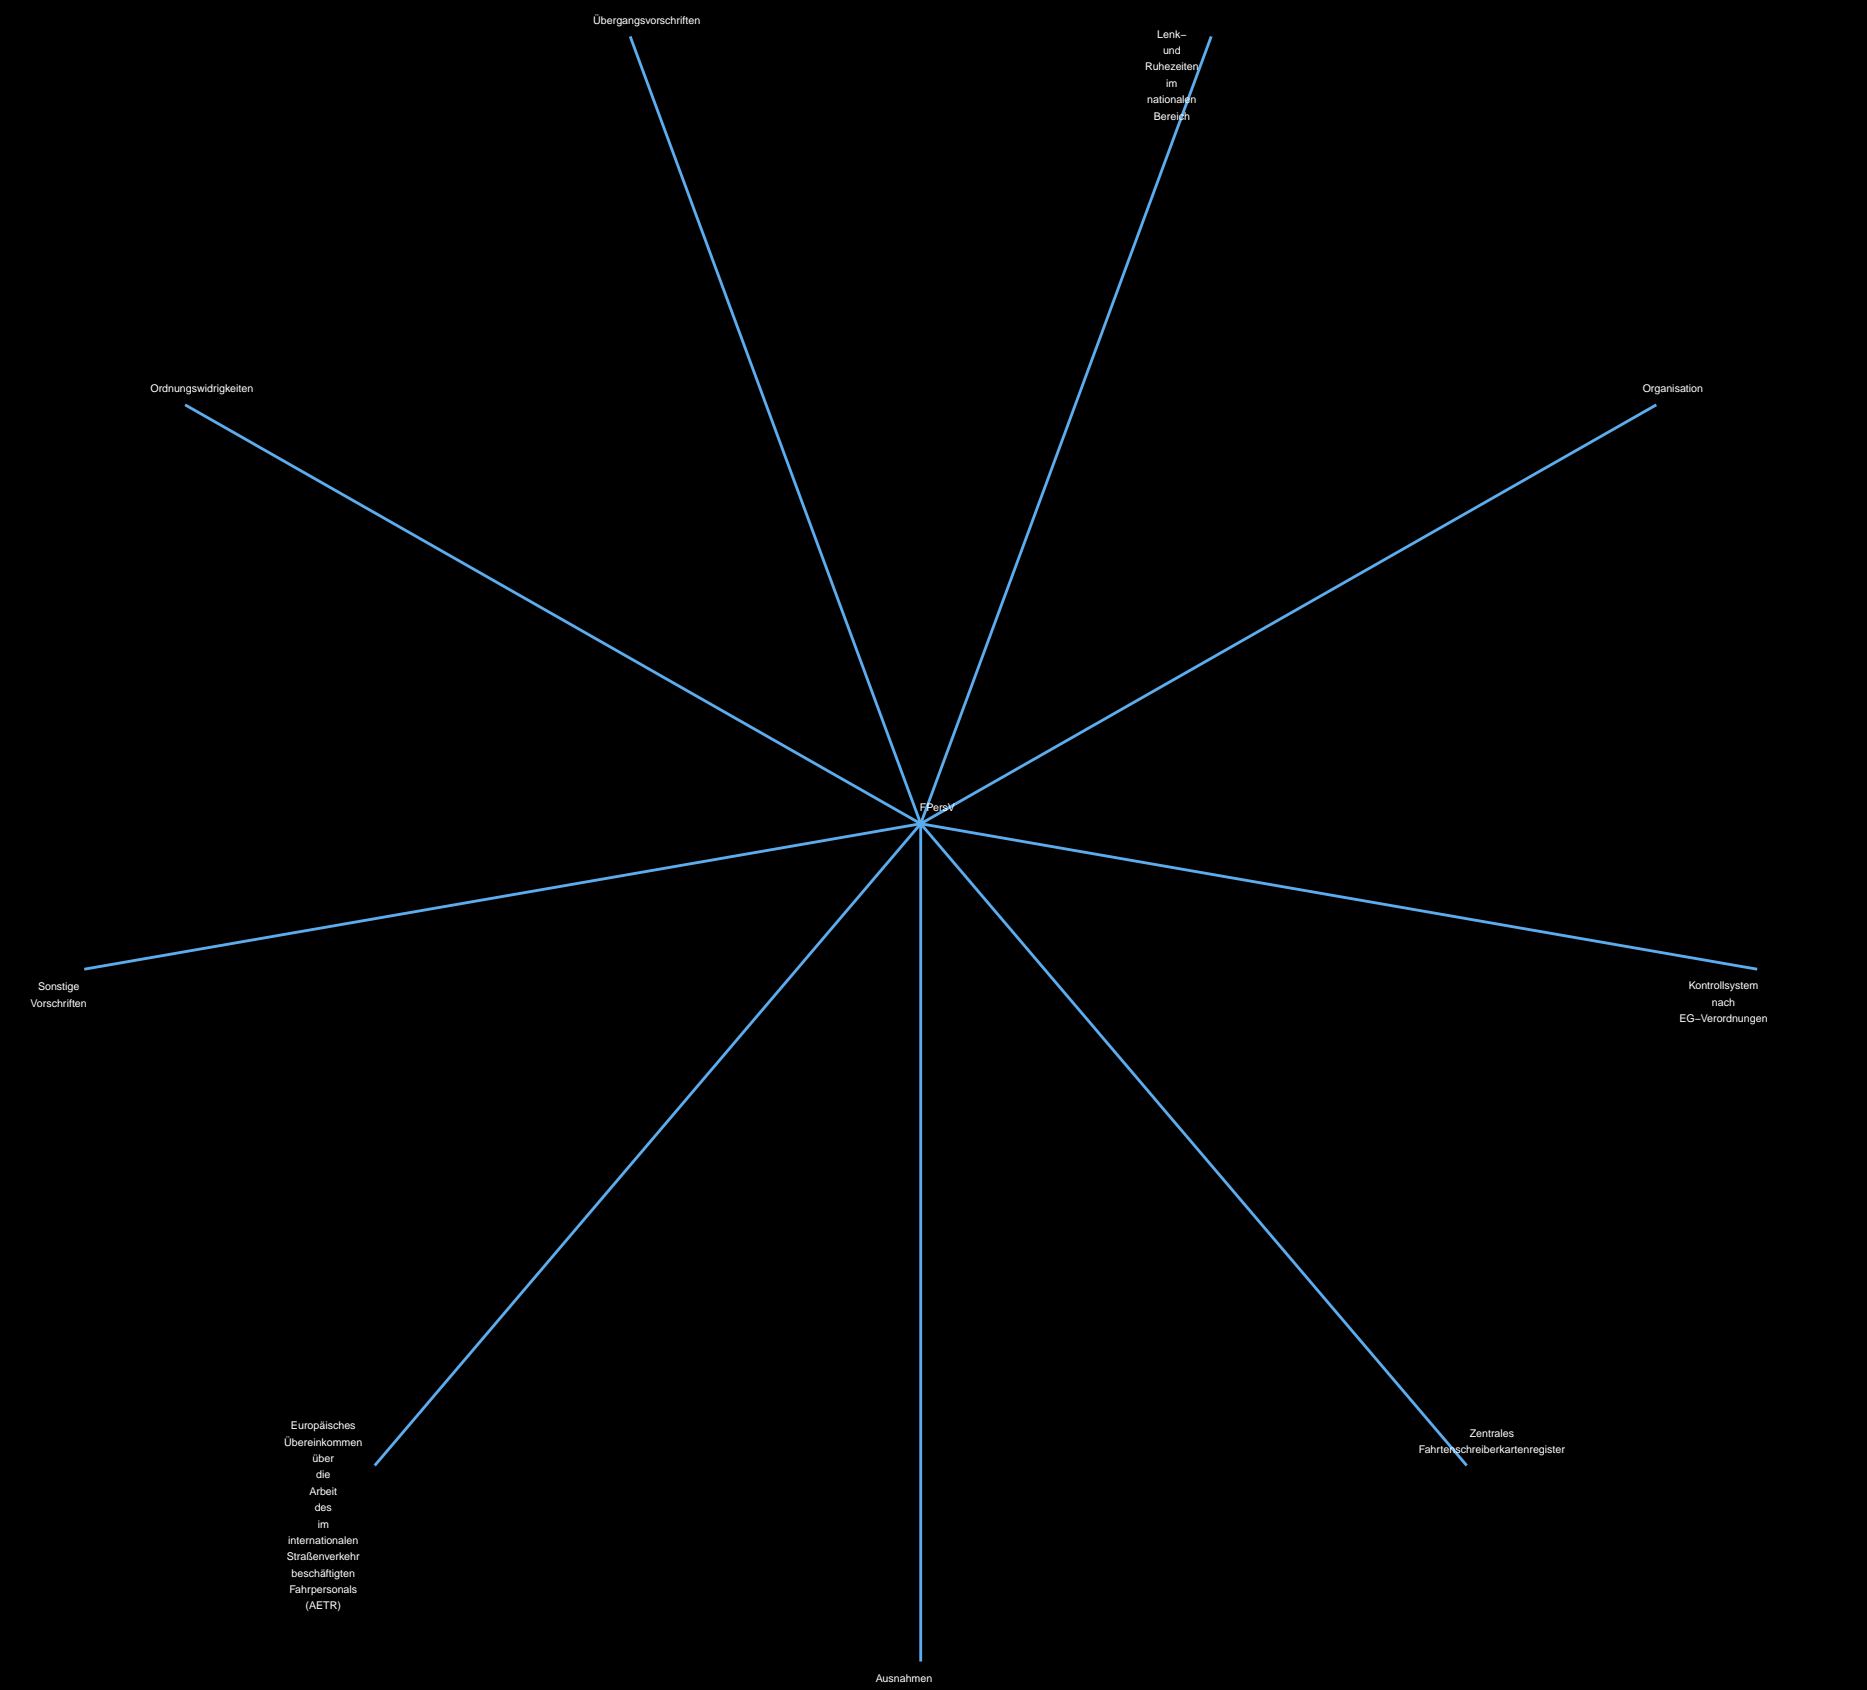 Übergangsvorschriften
Lenk–
und
Ruhezeiten
im
nationalen
Bereich
Ordnungswidrigkeiten
Organisation
FPersV
Sonstige
Vorschriften
Kontrollsystem
nach
EG–Verordnungen
Europäisches
Übereinkommen
über
die
Arbeit
des
im
internationalen
Straßenverkehr
beschäftigten
Fahrpersonals
(AETR)
Zentrales
Fahrtenschreiberkartenregister
Ausnahmen